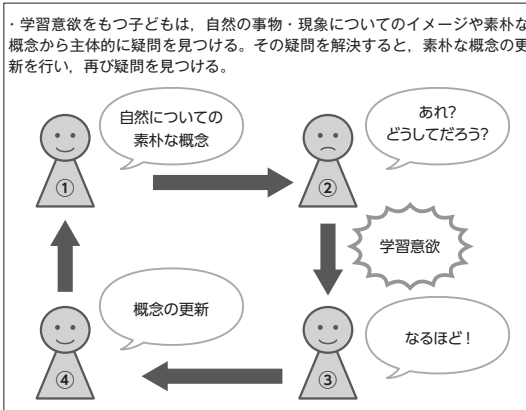 ・学習意欲をもつ子どもは，自然の事物・現象についてのイメージや素朴な
概念から主体的に疑問を見つける。その疑問を解決すると，素朴な概念の更
新を行い，再び疑問を見つける。
自然についての
素朴な概念
①
あれ？
どうしてだろう？
②
学習意欲
なるほど！
③
概念の更新
④